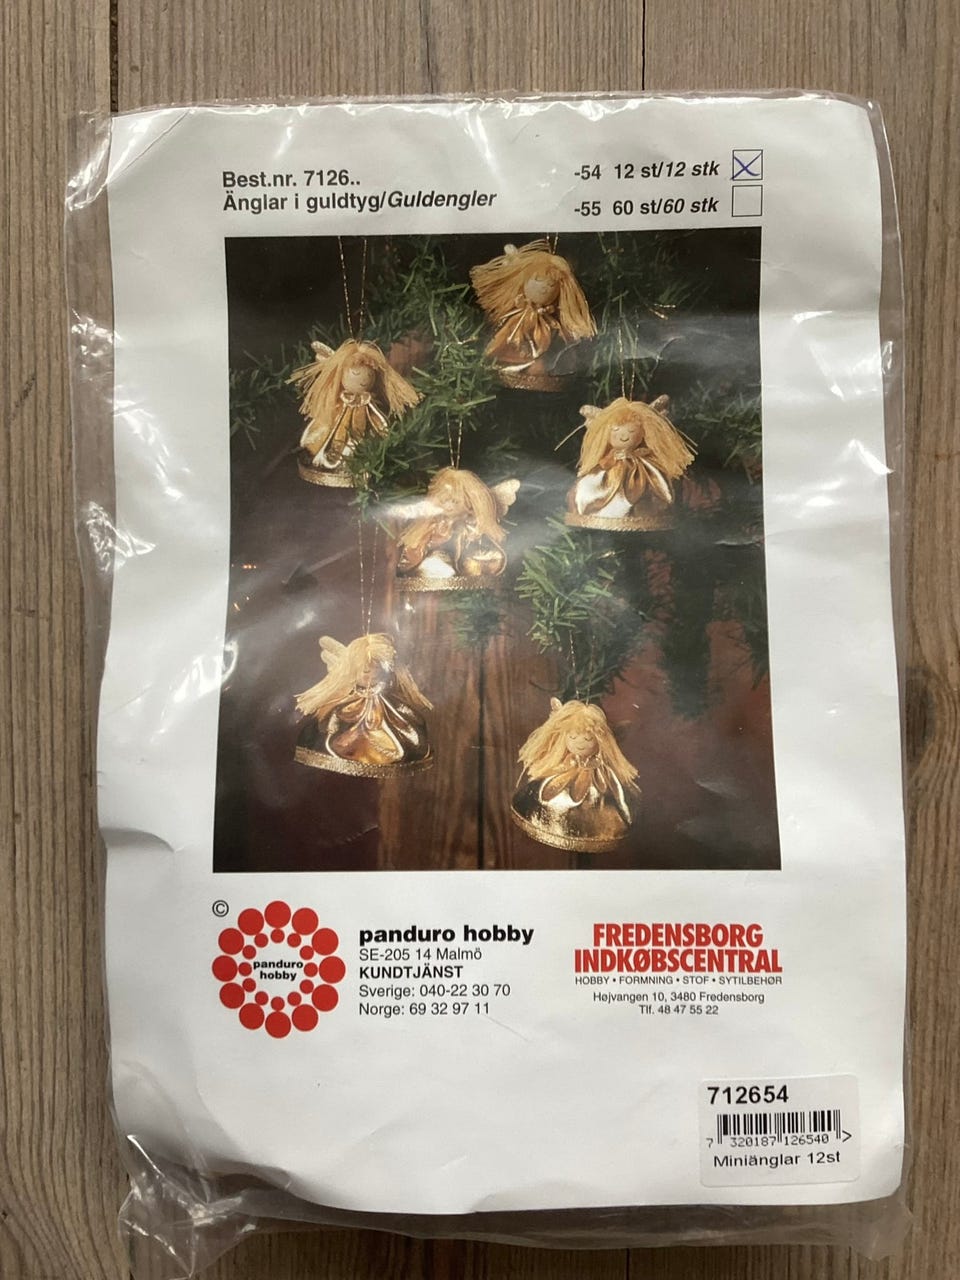 Best.nr. 7126..
Änglar i guldtyg/Guldengler
-54 12 st/12 stk
-55 60 st/60 stk
©
panduro
hobby
panduro hobby
SE-205 14 Malmö
KUNDTJÄNST
Sverige: 040-22 30 70
Norge: 69 32 97 11
FREDENSBORG
INDKØBSCENTRAL
HOBBY • FORMNING • STOF • SYTILBEHØR
Højvangen 10, 3480 Fredensborg
Tlf. 48 47 55 22
712654
7 320187 126540 >
Miniänglar 12st